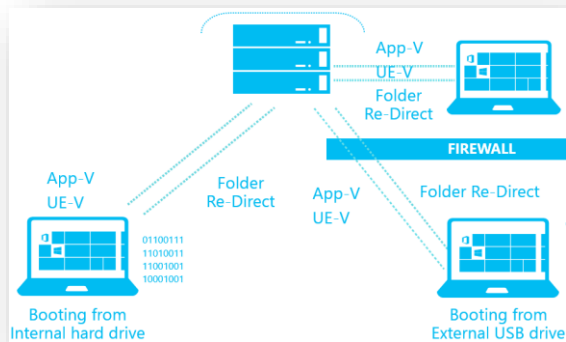 App-V
UE-V
Folder
Re-Direct
FIREWALL
App-V
UE-V
Folder
Re-Direct
App-V
UE-V
Folder Re-Direct
01100111
11010011
11001001
10001001
Booting from
Internal hard drive
Booting from
External USB drive